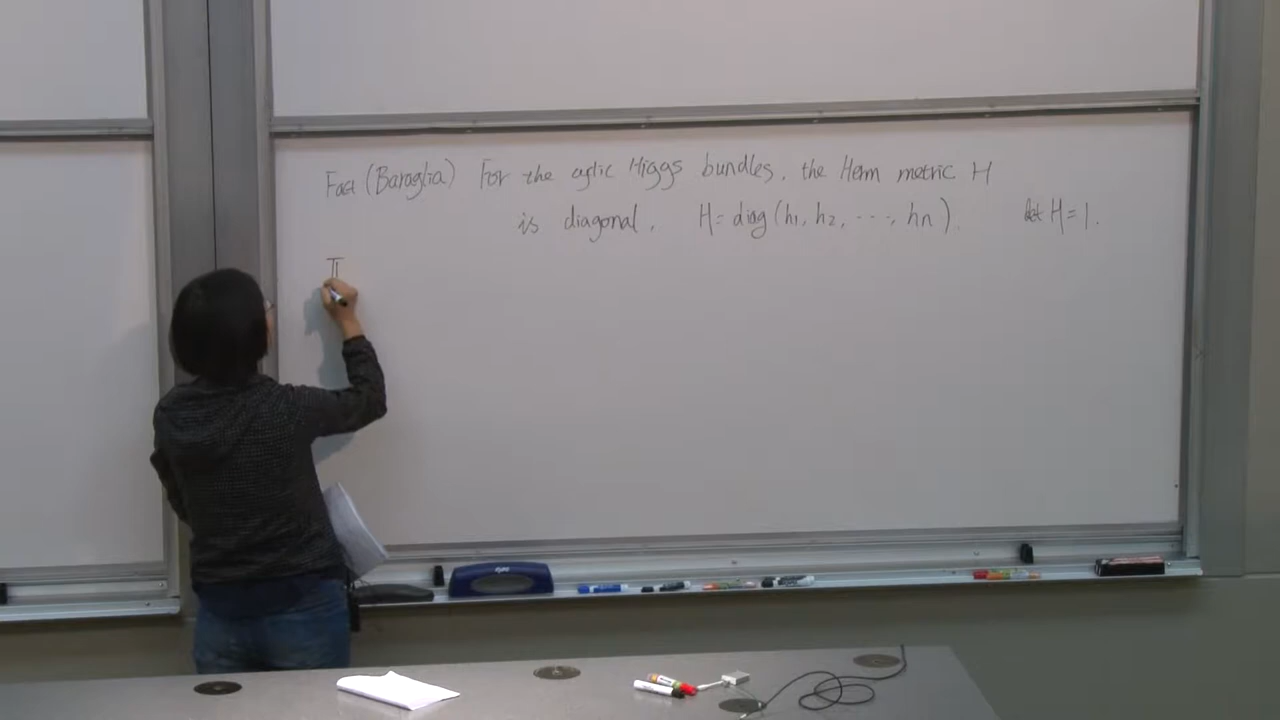 Fact (Baraglia) For the cyclic Higgs bundles, the Herm metric H
is diagonal, H = diag(h₁, h₂, ⋯, hₙ). det H = 1.